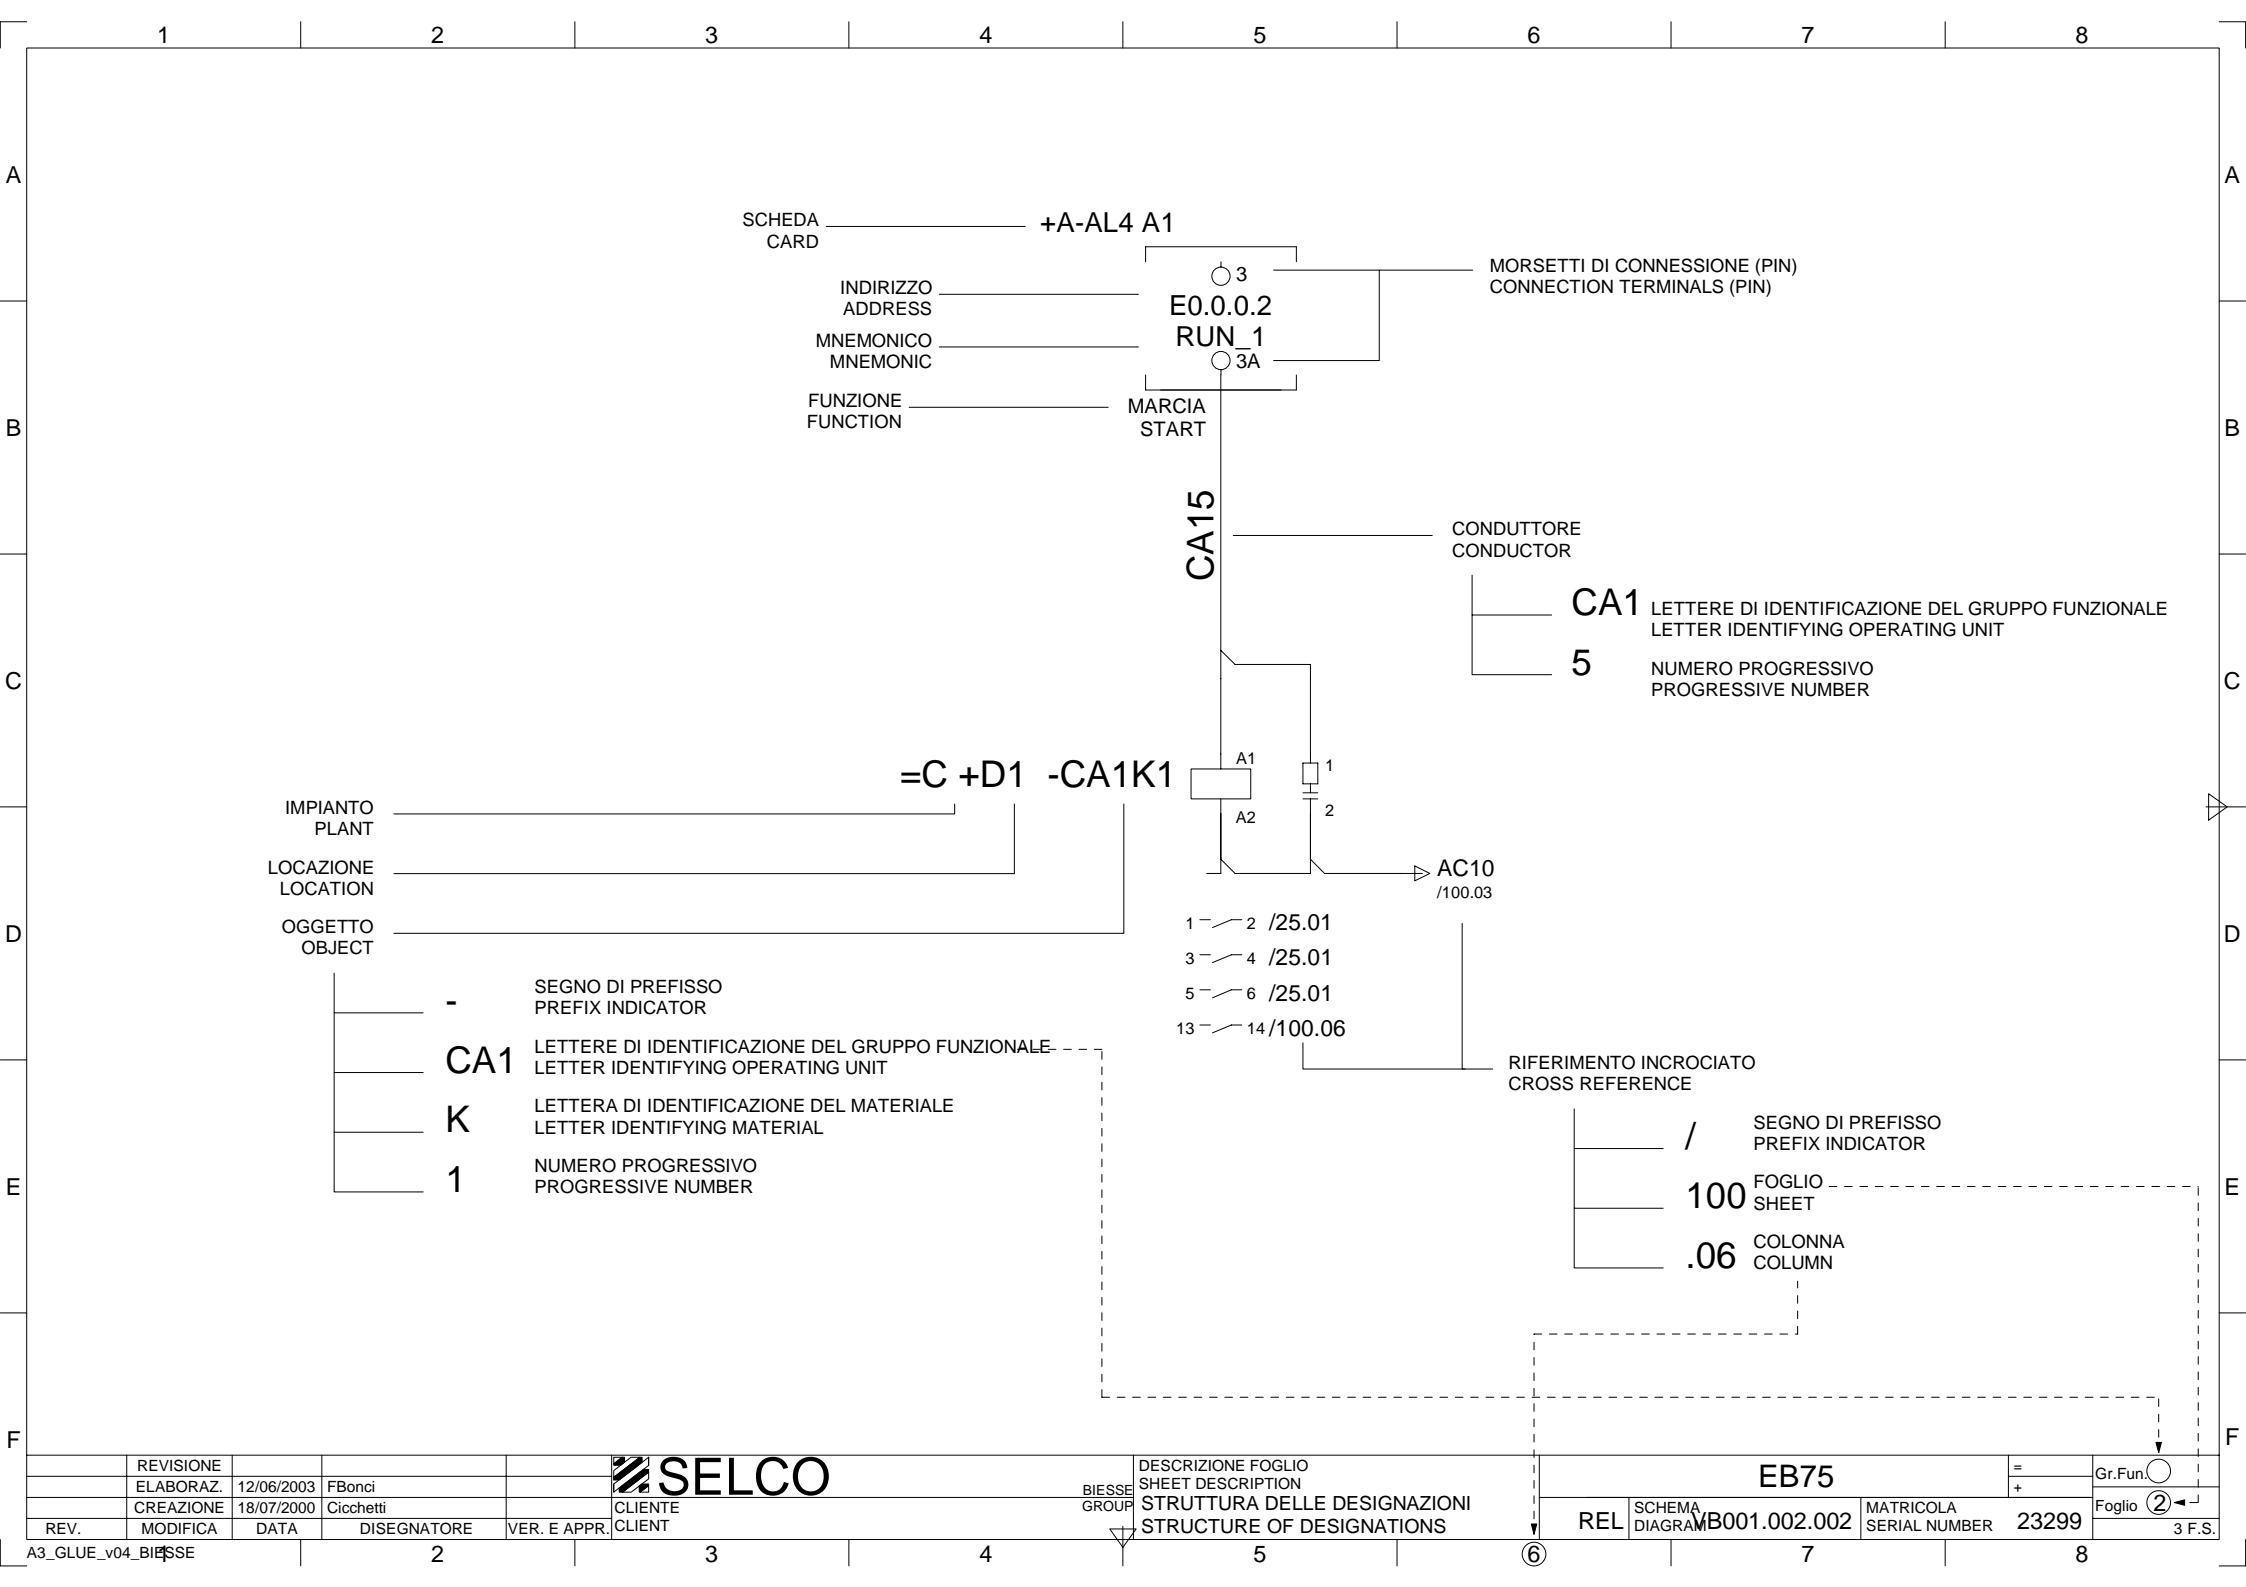 1 2 3 4 5 6 7 8
A A
SCHEDA
CARD
+A-AL4 A1
3
MORSETTI DI CONNESSIONE (PIN)
CONNECTION TERMINALS (PIN)
INDIRIZZO
ADDRESS
E0.0.0.2
MNEMONICO
MNEMONIC
RUN_1
3A
FUNZIONE
FUNCTION
MARCIA
START
B B
CA15
CONDUTTORE
CONDUCTOR
CA1 LETTERE DI IDENTIFICAZIONE DEL GRUPPO FUNZIONALE
LETTER IDENTIFYING OPERATING UNIT
5 NUMERO PROGRESSIVO
PROGRESSIVE NUMBER
C C
=C +D1 -CA1K1
A1
A2
1
2
IMPIANTO
PLANT
LOCAZIONE
LOCATION
OGGETTO
OBJECT
AC10
/100.03
1 2 /25.01
3 4 /25.01
5 6 /25.01
13 14 /100.06
D D
- SEGNO DI PREFISSO
PREFIX INDICATOR
CA1 LETTERE DI IDENTIFICAZIONE DEL GRUPPO FUNZIONALE
LETTER IDENTIFYING OPERATING UNIT
K LETTERA DI IDENTIFICAZIONE DEL MATERIALE
LETTER IDENTIFYING MATERIAL
1 NUMERO PROGRESSIVO
PROGRESSIVE NUMBER
RIFERIMENTO INCROCIATO
CROSS REFERENCE
/ SEGNO DI PREFISSO
PREFIX INDICATOR
100 FOGLIO
SHEET
.06 COLONNA
COLUMN
E E
F F
REVISIONE
ELABORAZ. 12/06/2003 FBonci
CREAZIONE 18/07/2000 Cicchetti
REV. MODIFICA DATA DISEGNATORE VER. E APPR.
SELCO
CLIENTE
CLIENT
BIESSE
GROUP
DESCRIZIONE FOGLIO
SHEET DESCRIPTION
STRUTTURA DELLE DESIGNAZIONI
STRUCTURE OF DESIGNATIONS
EB75
REL
SCHEMA
DIAGRAM
VB001.002.002
MATRICOLA
SERIAL NUMBER
23299
=
+
Gr.Fun.
Foglio 2
3 F.S.
A3_GLUE_v04_BIESSE
1 2 3 4 5 6 7 8